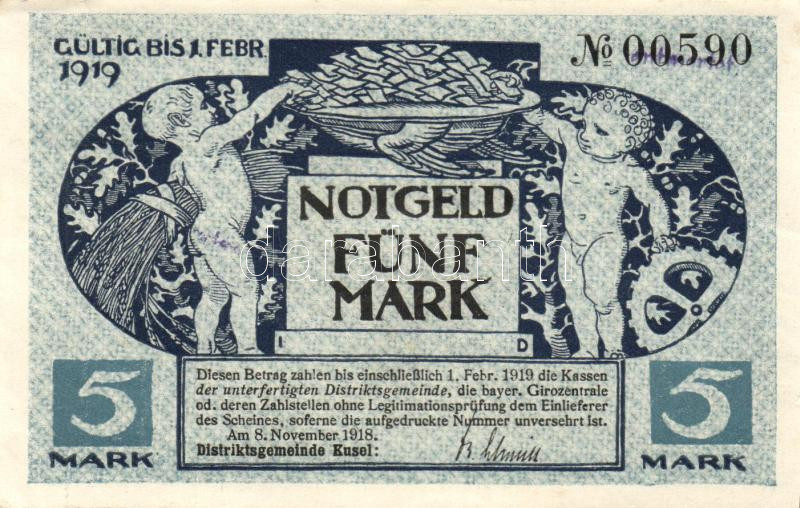 GÜLTIG BIS 1. FEBR.
1919
№ 00590
NOTGELD
FÜNF
MARK
I D
Diesen Betrag zahlen bis einschließlich 1. Febr. 1919 die Kassen
der unterfertigten Distriktsgemeinde, die bayer. Girozentrale
od. deren Zahlstellen ohne Legitimationsprüfung dem Einlieferer
des Scheines, soferne die aufgedruckte Nummer unversehrt ist.
Am 8. November 1918.
Distriktsgemeinde Kusel:
5
MARK
5
MARK
darabanth